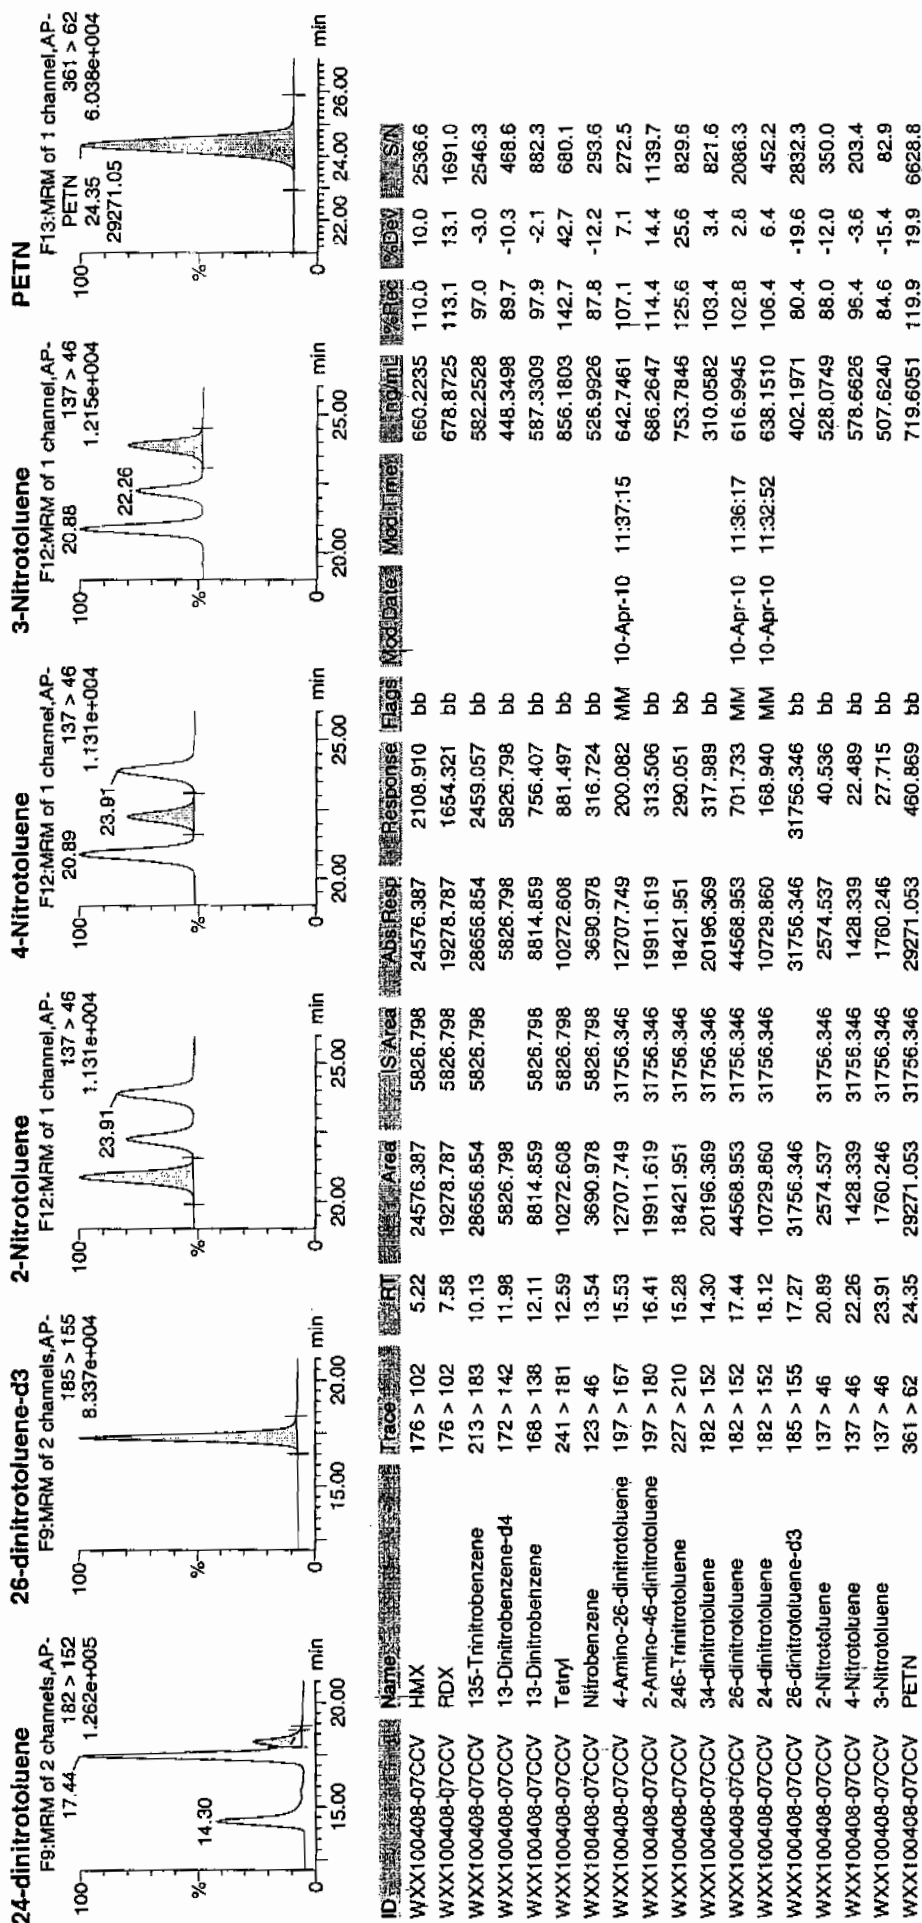 24-dinitrotoluene
F9:MRM of 2 channels,AP-
182 > 152
1.262e+005
17.44
14.30
100
%
0
15.00 20.00 min
26-dinitrotoluene-d3
F9:MRM of 2 channels,AP-
185 > 155
8.337e+004
100
%
0
15.00 20.00 min
2-Nitrotoluene
F12:MRM of 1 channel,AP-
137 > 46
1.131e+004
23.91
100
%
0
20.00 25.00 min
4-Nitrotoluene
F12:MRM of 1 channel,AP-
137 > 46
1.131e+004
20.89
23.91
100
%
0
20.00 25.00 min
3-Nitrotoluene
F12:MRM of 1 channel,AP-
137 > 46
1.215e+004
20.88
22.26
100
%
0
20.00 25.00 min
PETN
F13:MRM of 1 channel,AP-
361 > 62
6.038e+004
PETN
24.35
29271.05
100
%
0
22.00 24.00 26.00 min
ID Name Trace RT Area IS Area Abs.Resp Response Flags Mod.Date Mod.Time ng/mL %Rec %Dev S/N
WXX100408-07CCV HMX 176 > 102 5.22 24576.387 5826.798 24576.387 2108.910 bb 660.2235 110.0 10.0 2536.6
WXX100408-07CCV RDX 176 > 102 7.58 19278.787 5826.798 19278.787 1654.321 bb 678.8725 113.1 13.1 1691.0
WXX100408-07CCV 135-Trinitrobenzene 213 > 183 10.13 28656.854 5826.798 28656.854 2459.057 bb 582.2528 97.0 -3.0 2546.3
WXX100408-07CCV 13-Dinitrobenzene-d4 172 > 142 11.98 5826.798 5826.798 5826.798 bb 448.3498 89.7 -10.3 468.6
WXX100408-07CCV 13-Dinitrobenzene 168 > 138 12.11 8814.859 5826.798 8814.859 756.407 bb 587.3309 97.9 -2.1 882.3
WXX100408-07CCV Tetryl 241 > 181 12.59 10272.608 5826.798 10272.608 881.497 bb 856.1803 142.7 42.7 680.1
WXX100408-07CCV Nitrobenzene 123 > 46 13.54 3690.978 5826.798 3690.978 316.724 bb 526.9926 87.8 -12.2 293.6
WXX100408-07CCV 4-Amino-26-dinitrotoluene 197 > 167 15.53 12707.749 31756.346 12707.749 200.082 MM 10-Apr-10 11:37:15 642.7461 107.1 7.1 272.5
WXX100408-07CCV 2-Amino-46-dinitrotoluene 197 > 180 16.41 19911.619 31756.346 19911.619 313.506 bb 686.2647 114.4 14.4 1139.7
WXX100408-07CCV 246-Trinitrotoluene 227 > 210 15.28 18421.951 31756.346 18421.951 290.051 bb 753.7846 125.6 25.6 829.6
WXX100408-07CCV 34-dinitrotoluene 182 > 152 14.30 20196.369 31756.346 20196.369 317.989 bb 310.0582 103.4 3.4 821.6
WXX100408-07CCV 26-dinitrotoluene 182 > 152 17.44 44568.953 31756.346 44568.953 701.733 MM 10-Apr-10 11:36:17 616.9945 102.8 2.8 2086.3
WXX100408-07CCV 24-dinitrotoluene 182 > 152 18.12 10729.860 31756.346 10729.860 168.940 MM 10-Apr-10 11:32:52 638.1510 106.4 6.4 452.2
WXX100408-07CCV 26-dinitrotoluene-d3 185 > 155 17.27 31756.346 31756.346 31756.346 bb 402.1971 80.4 -19.6 2832.3
WXX100408-07CCV 2-Nitrotoluene 137 > 46 20.89 2574.537 31756.346 2574.537 40.536 bb 528.0749 88.0 -12.0 350.0
WXX100408-07CCV 4-Nitrotoluene 137 > 46 22.26 1428.339 31756.346 1428.339 22.489 bb 578.6626 96.4 -3.6 203.4
WXX100408-07CCV 3-Nitrotoluene 137 > 46 23.91 1760.246 31756.346 1760.246 27.715 bb 507.6240 84.6 -15.4 82.9
WXX100408-07CCV PETN 361 > 62 24.35 29271.053 31756.346 29271.053 460.869 bb 719.6051 119.9 19.9 6628.8